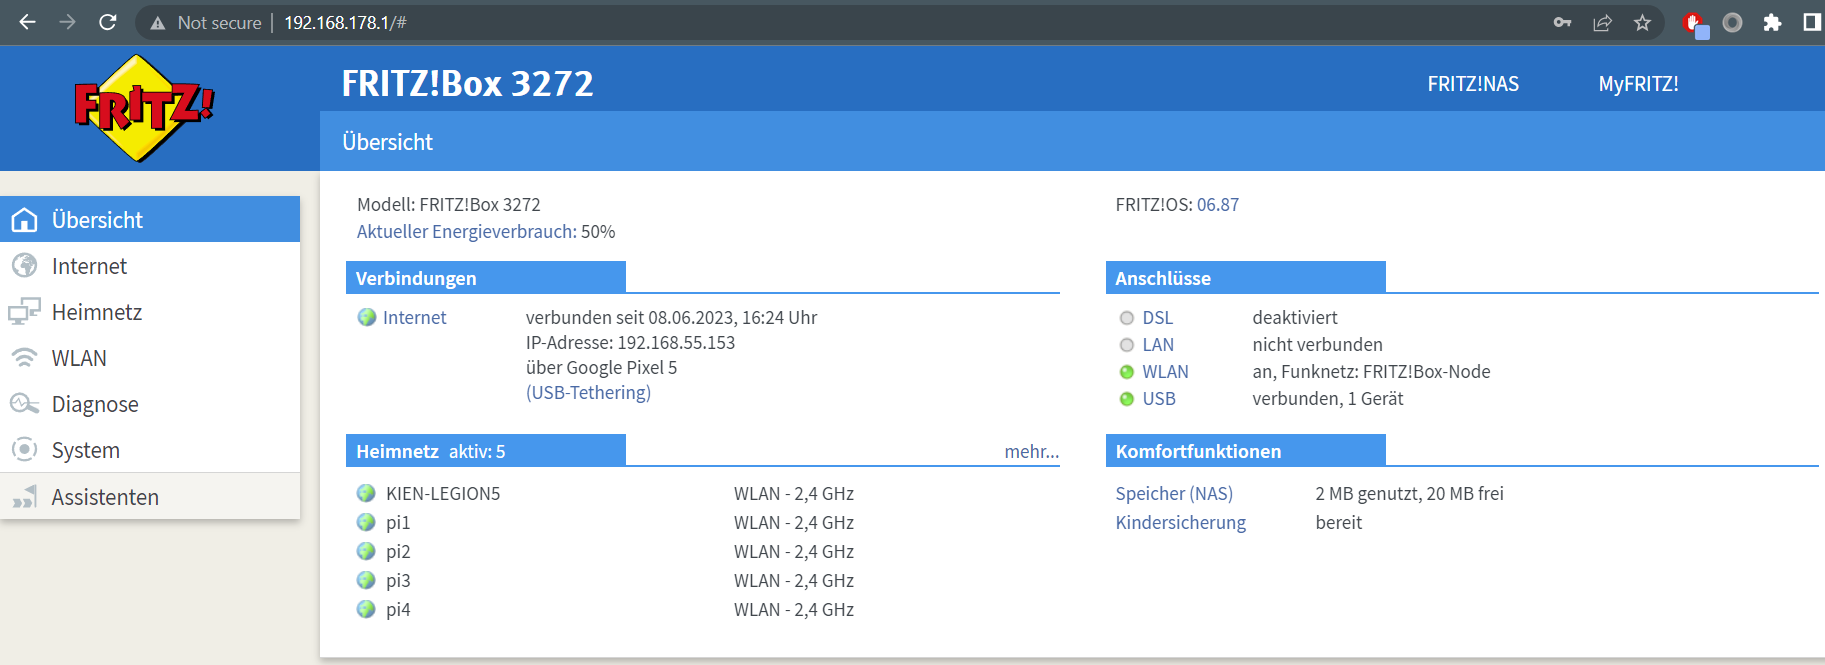 Not secure | 192.168.178.1/#
FRITZ!
FRITZ!Box 3272
FRITZ!NAS
MyFRITZ!
Übersicht
Übersicht
Internet
Heimnetz
WLAN
Diagnose
System
Assistenten
Modell: FRITZ!Box 3272
Aktueller Energieverbrauch: 50%
FRITZ!OS: 06.87
Verbindungen
Internet verbunden seit 08.06.2023, 16:24 Uhr
IP-Adresse: 192.168.55.153
über Google Pixel 5
(USB-Tethering)
Anschlüsse
DSL deaktiviert
LAN nicht verbunden
WLAN an, Funknetz: FRITZ!Box-Node
USB verbunden, 1 Gerät
Heimnetz aktiv: 5 mehr...
KIEN-LEGION5 WLAN - 2,4 GHz
pi1 WLAN - 2,4 GHz
pi2 WLAN - 2,4 GHz
pi3 WLAN - 2,4 GHz
pi4 WLAN - 2,4 GHz
Komfortfunktionen
Speicher (NAS) 2 MB genutzt, 20 MB frei
Kindersicherung bereit